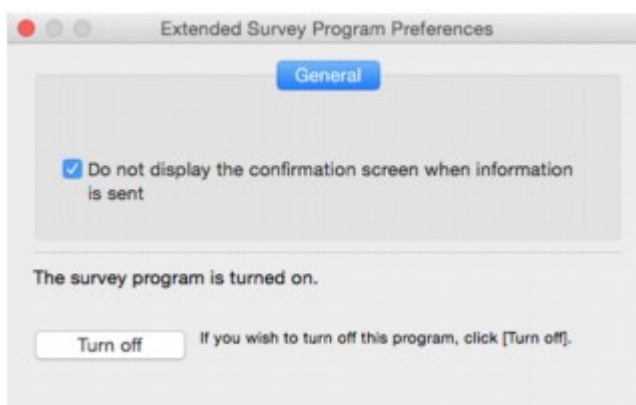 Extended Survey Program Preferences
General
Do not display the confirmation screen when information
is sent
The survey program is turned on.
Turn off
If you wish to turn off this program, click [Turn off].